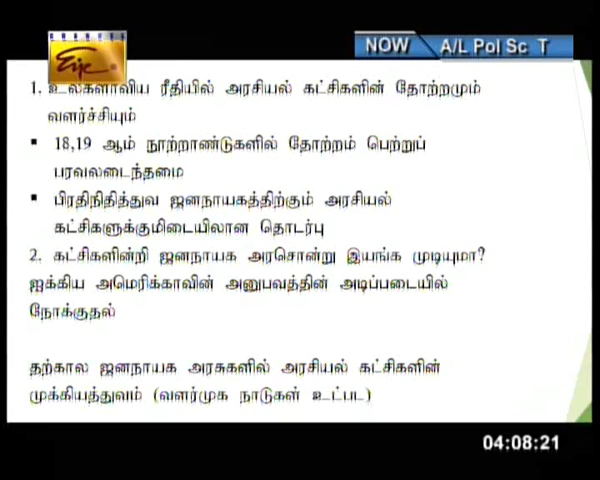 CHANNEL
Eye
NOW
A/L Pol Sc T
1. உலகளாவிய ரீதியில் அரசியல் கட்சிகளின் தோற்றமும்
வளர்ச்சியும்
▪ 18,19 ஆம் நூற்றாண்டுகளில் தோற்றம் பெற்றுப்
பரவலடைந்தமை
▪ பிரதிநிதித்துவ ஜனநாயகத்திற்கும் அரசியல்
கட்சிகளுக்குமிடையிலான தொடர்பு
2. கட்சிகளின்றி ஜனநாயக அரசொன்று இயங்க முடியுமா?
ஐக்கிய அமெரிக்காவின் அனுபவத்தின் அடிப்படையில்
நோக்குதல்
தற்கால ஜனநாயக அரசுகளில் அரசியல் கட்சிகளின்
முக்கியத்துவம் (வளர்முக நாடுகள் உட்பட)
04:08:21